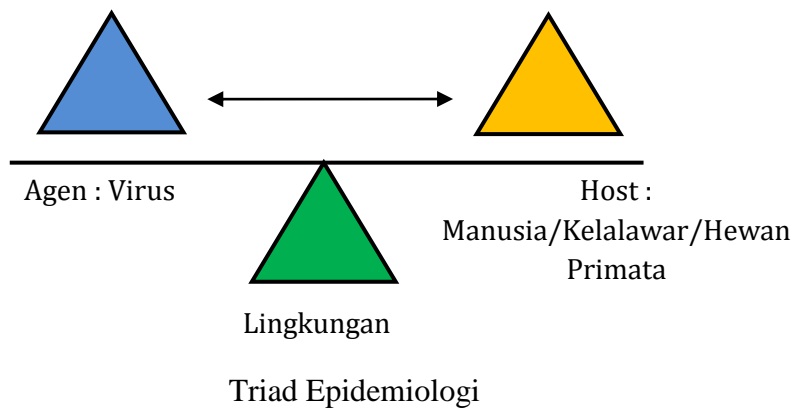 Agen : Virus
Host :
Manusia/Kelalawar/Hewan
Primata
Lingkungan
Triad Epidemiologi